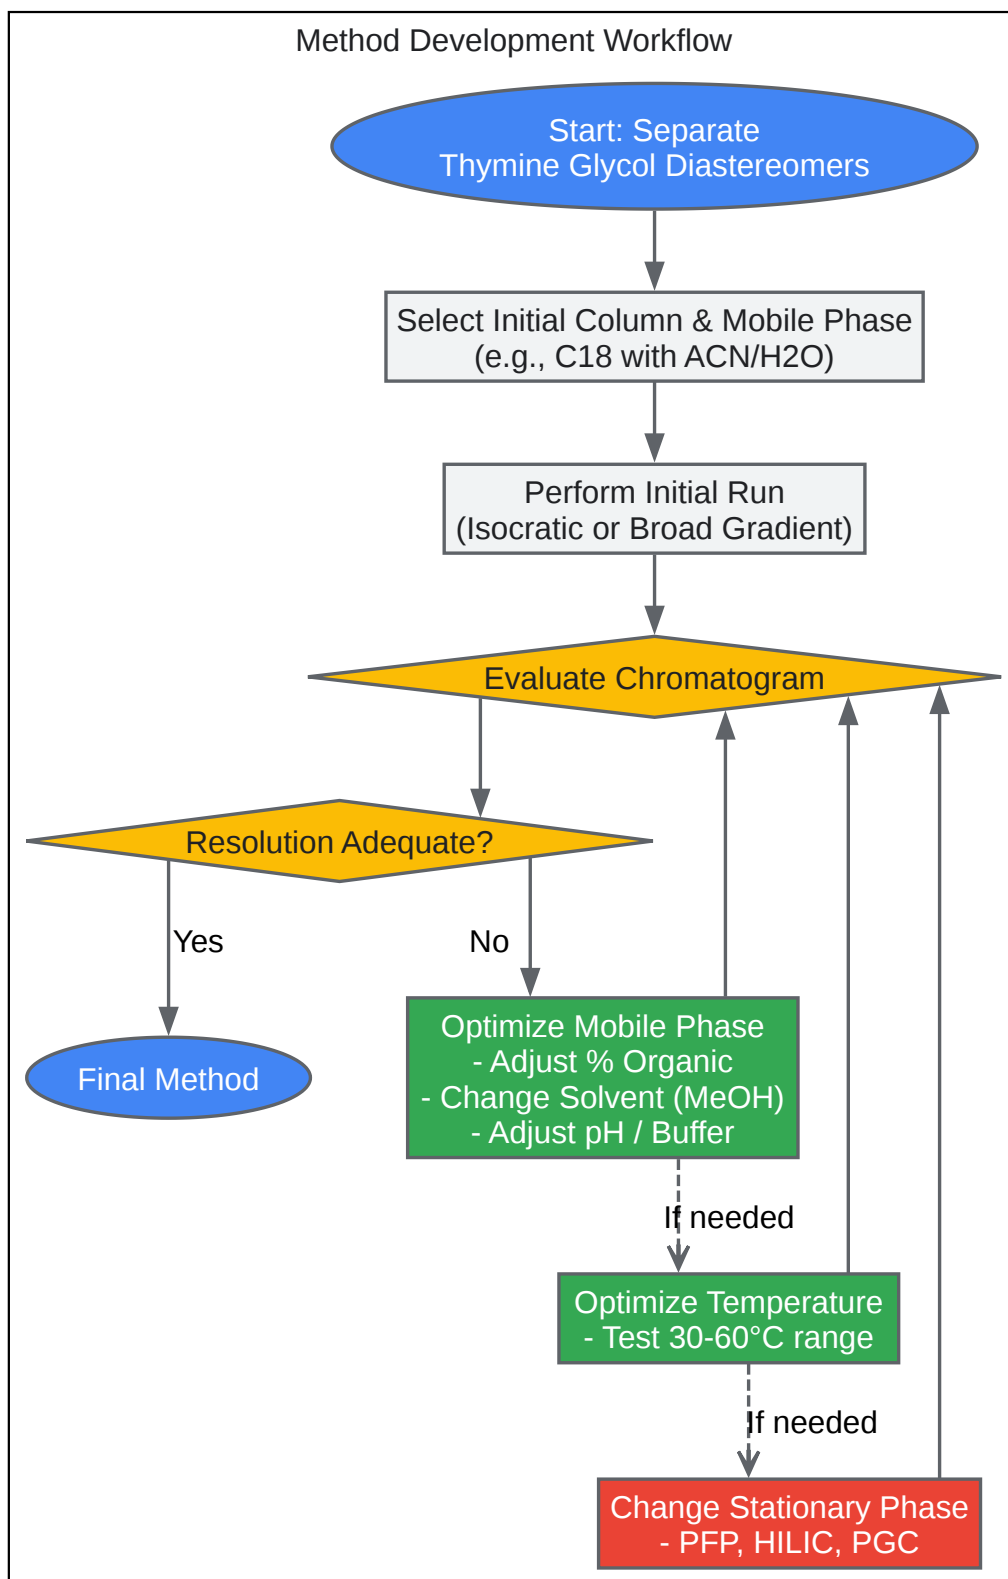 Method Development Workflow
Start: Separate
Thymine Glycol Diastereomers
Select Initial Column & Mobile Phase
(e.g., C18 with ACN/H2O)
Perform Initial Run
(Isocratic or Broad Gradient)
Evaluate Chromatogram
Resolution Adequate?
Yes
No
Final Method
Optimize Mobile Phase
- Adjust % Organic
- Change Solvent (MeOH)
- Adjust pH / Buffer
If needed
Optimize Temperature
- Test 30-60°C range
If needed
Change Stationary Phase
- PFP, HILIC, PGC